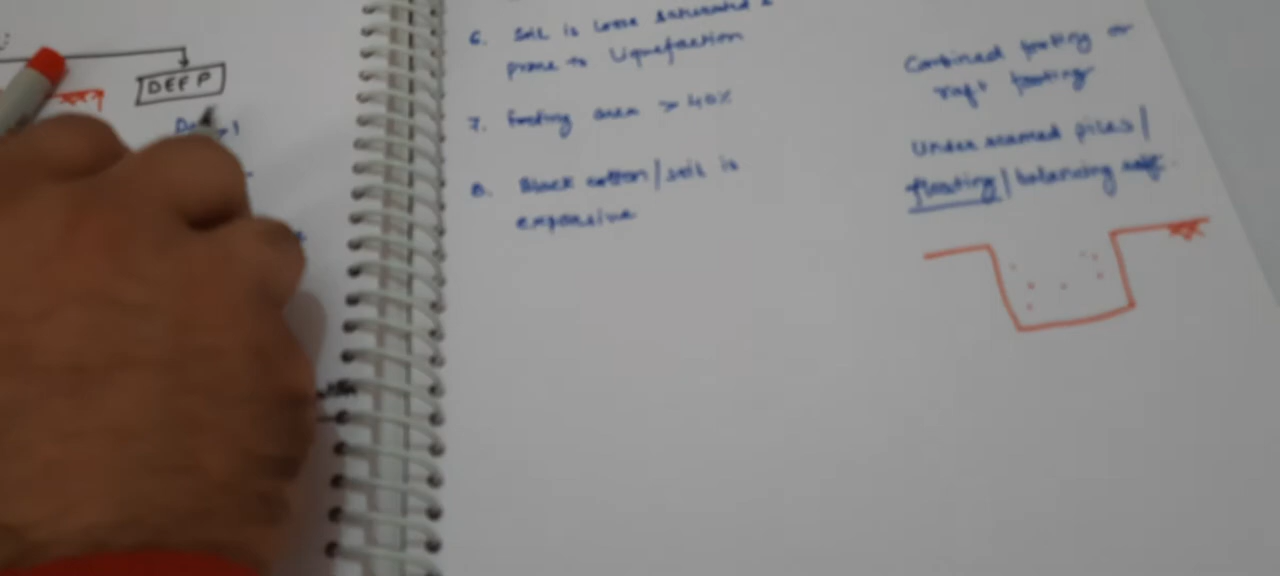 DEEP
6. Soil is loose saturated &
prone to Liquefaction
7. footing area > 40%
8. Black cotton/soil is
expansive
Combined footing or
raft footing
Under reamed piles/
floating/balancing raft.